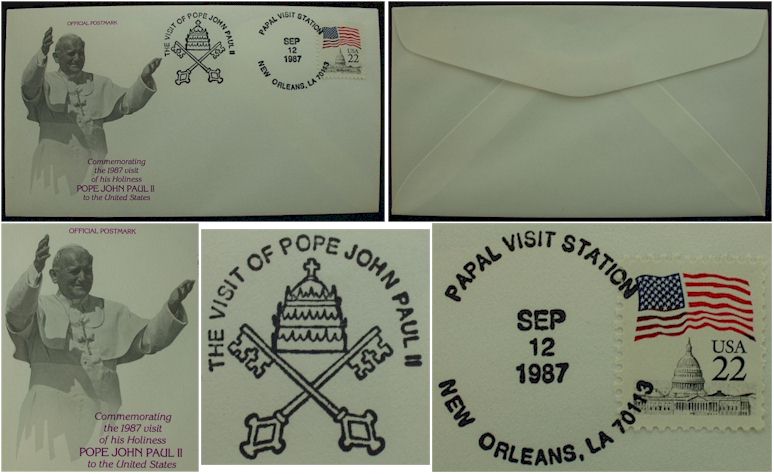 OFFICIAL POSTMARK
THE VISIT OF POPE JOHN PAUL II
PAPAL VISIT STATION
SEP
12
1987
NEW ORLEANS, LA 70113
USA
22
Commemorating
the 1987 visit
of his Holiness
POPE JOHN PAUL II
to the United States
OFFICIAL POSTMARK
Commemorating
the 1987 visit
of his Holiness
POPE JOHN PAUL II
to the United States
THE VISIT OF POPE JOHN PAUL II
PAPAL VISIT STATION
SEP
12
1987
NEW ORLEANS, LA 70113
USA
22